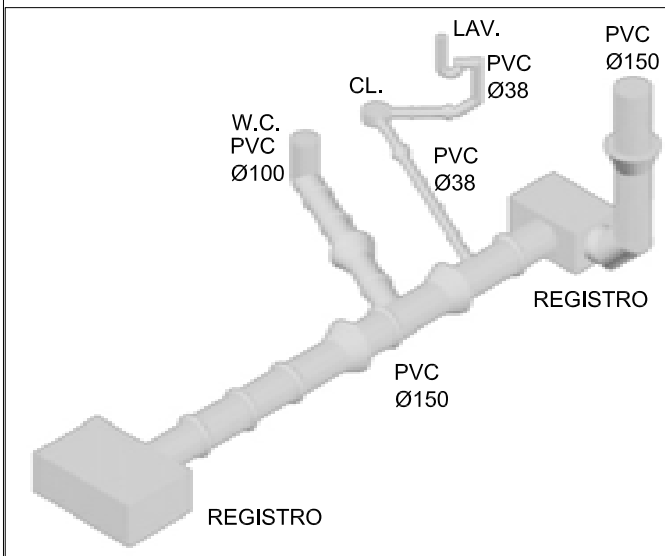 LAV.
PVC
Ø38
PVC
Ø150
CL.
W.C.
PVC
Ø100
PVC
Ø38
REGISTRO
PVC
Ø150
REGISTRO